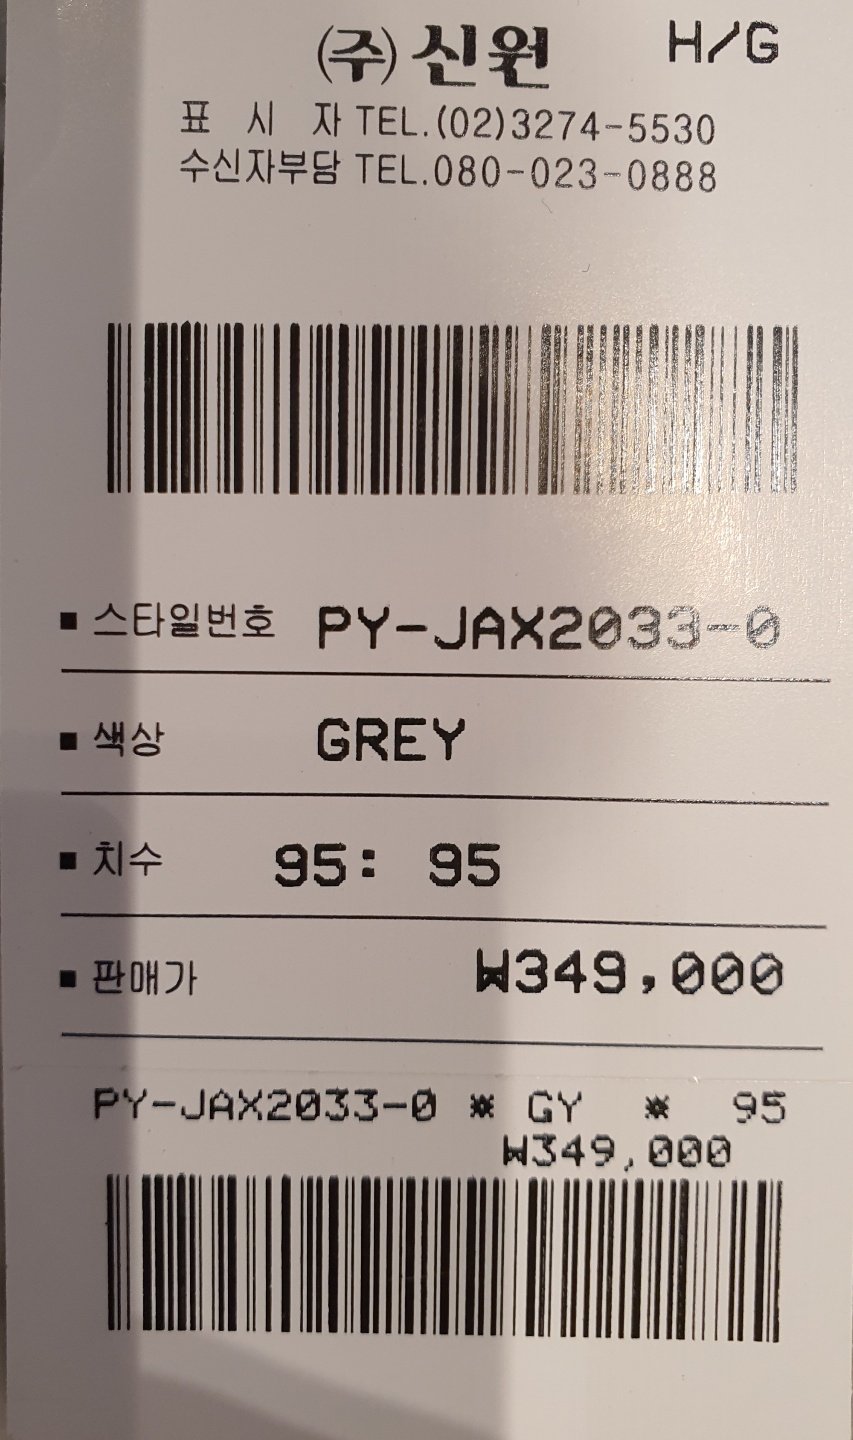 (주)신원 H/G
표 시 자 TEL.(02)3274-5530
수신자부담 TEL.080-023-0888
■ 스타일번호 PY-JAX2033-0
■ 색상 GREY
■ 치수 95: 95
■ 판매가 ₩349,000
PY-JAX2033-0 * GY * 95
₩349,000